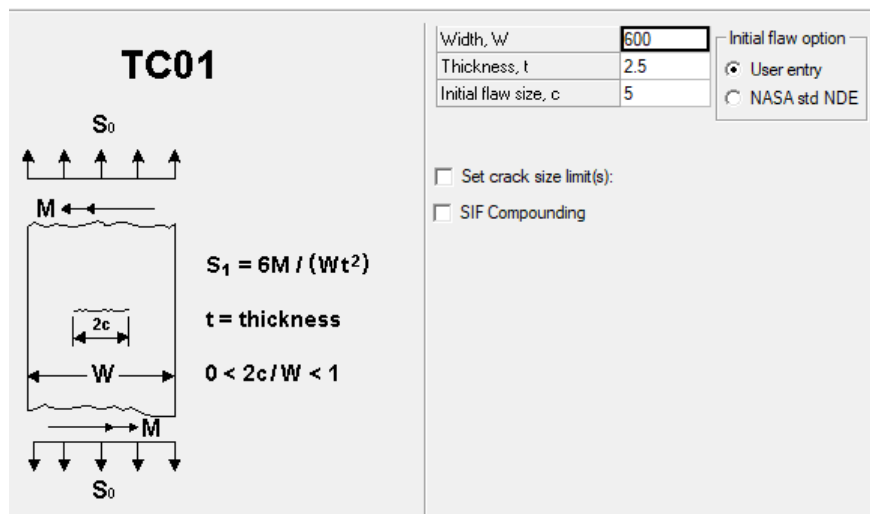 TC01
S₀
M
S₁ = 6M / (Wt²)
2c
t = thickness
W
0 < 2c/W < 1
M
S₀
Width, W 600
Thickness, t 2.5
Initial flaw size, c 5
Initial flaw option
User entry
NASA std NDE
Set crack size limit(s):
SIF Compounding